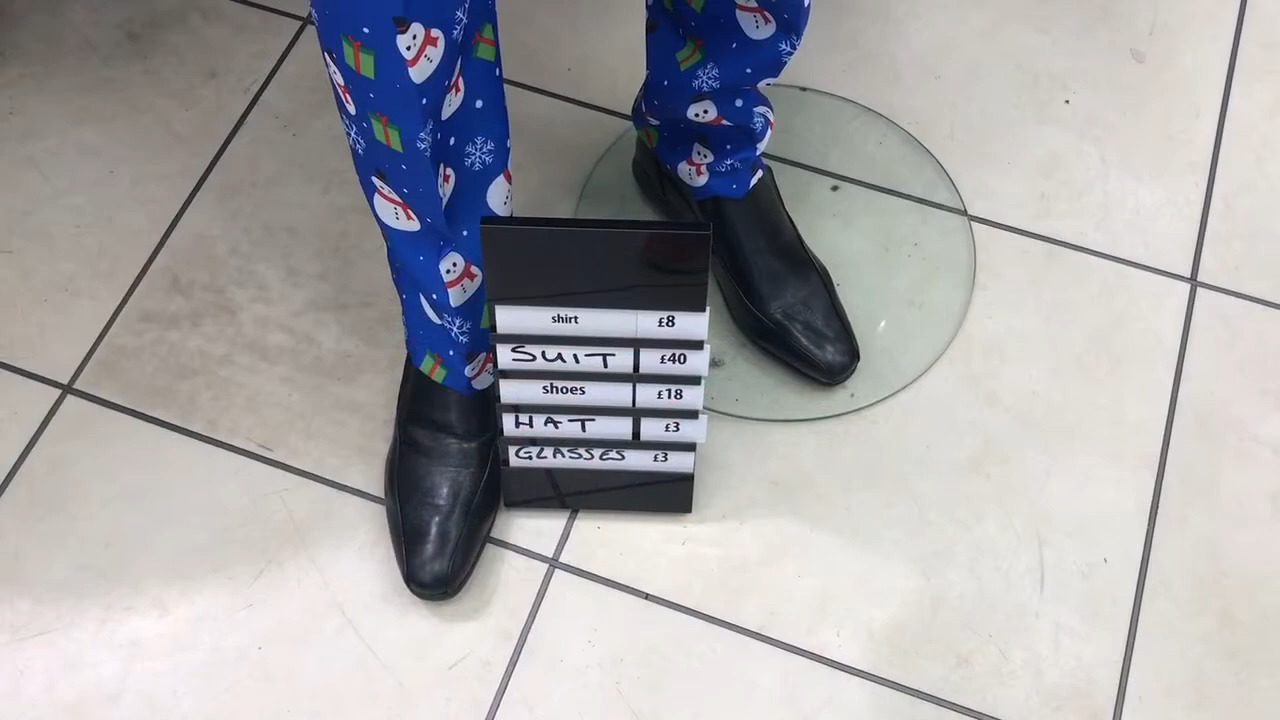 shirt £8
SUIT £40
shoes £18
HAT £3
GLASSES £3